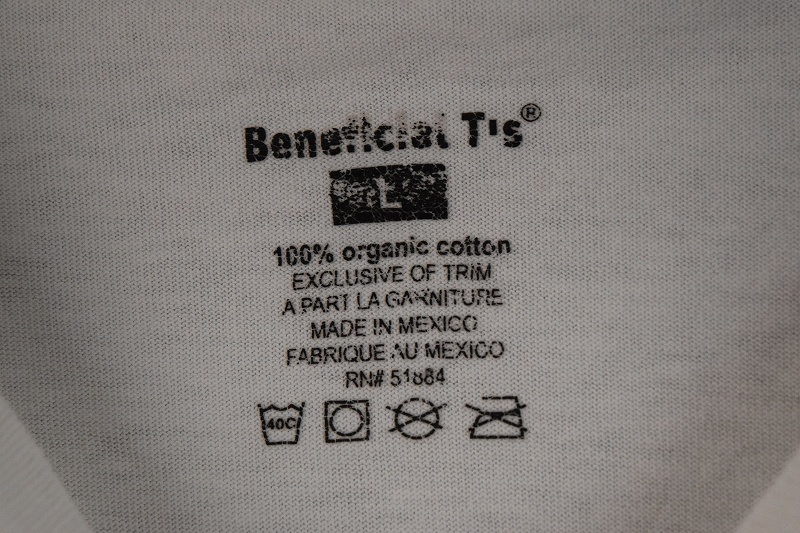 Beneficial T's®
L
100% organic cotton
EXCLUSIVE OF TRIM
A PART LA GARNITURE
MADE IN MEXICO
FABRIQUE AU MEXICO
RN# 51884
40C